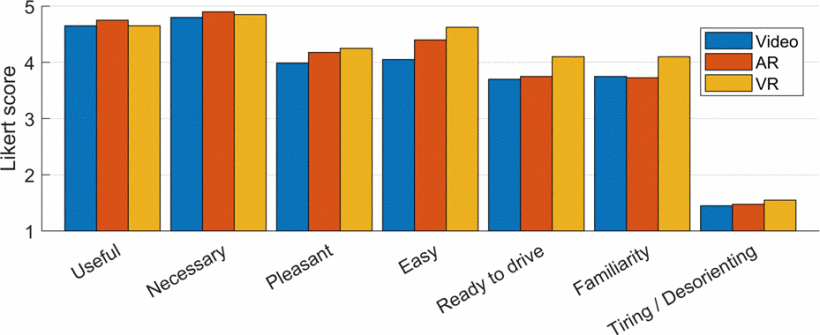 Likert score
5
4
3
2
1
Video
AR
VR
Useful
Necessary
Pleasant
Easy
Ready to drive
Familiarity
Tiring / Desorienting